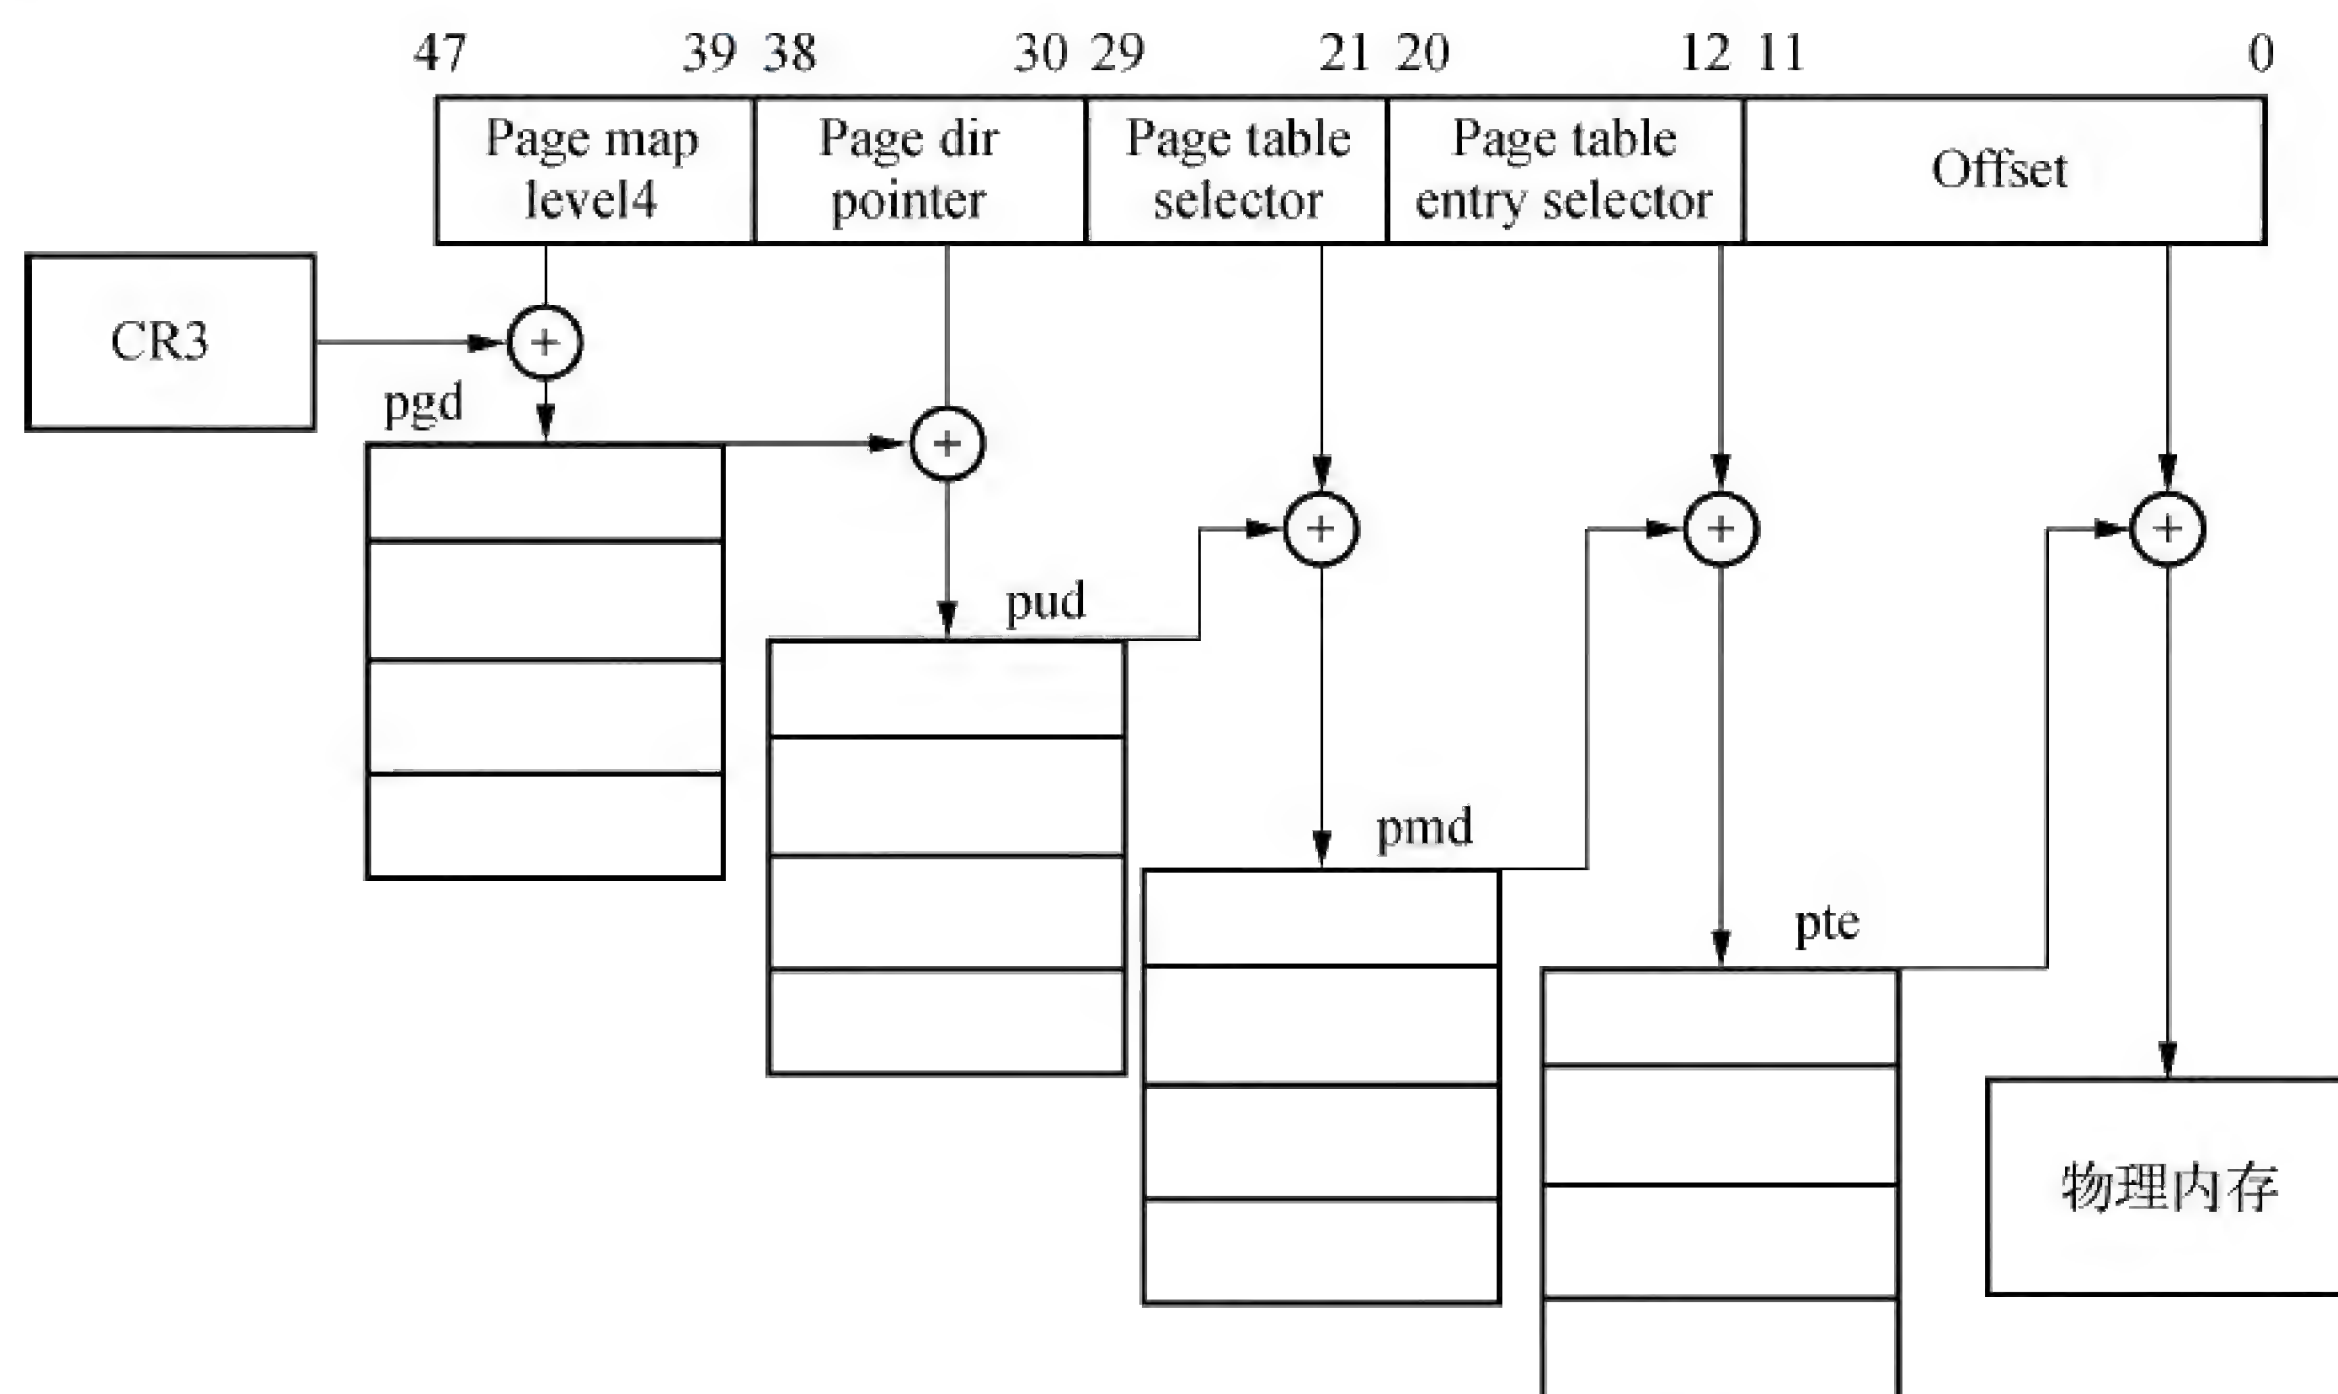 47 39 38 30 29 21 20 12 11 0
Page map
level4
Page dir
pointer
Page table
selector
Page table
entry selector
Offset
CR3
pgd
pud
pmd
pte
物理内存